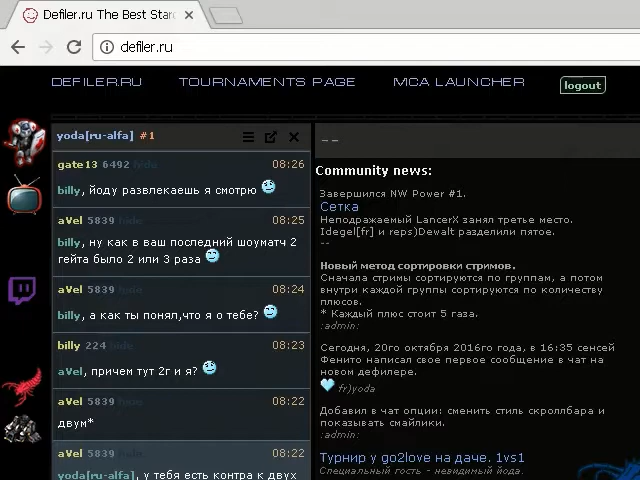 Defiler.ru The Best Starc
defiler.ru
DEFILER.RU TOURNAMENTS PAGE MCA LAUNCHER logout
yoda[ru-alfa] #1
gate13 6492 hide 08:26
billy, йоду развлекаешь я смотрю
aVel 5839 hide 08:25
billy, ну как в ваш последний шоуматч 2
гейта было 2 или 3 раза
aVel 5839 hide 08:24
billy, а как ты понял,что я о тебе?
billy 224 hide 08:23
aVel, причем тут 2г и я?
aVel 5839 hide 08:22
двум*
aVel 5839 hide 08:22
yoda[ru-alfa], у тебя есть контра к двух
--
Community news:
Завершился NW Power #1.
Сетка
Неподражаемый LancerX занял третье место.
Idegel[fr] и reps)Dewalt разделили пятое.
--
Новый метод сортировки стримов.
Сначала стримы сортируются по группам, а потом
внутри каждой группы сортируются по количеству
плюсов.
* Каждый плюс стоит 5 газа.
:admin:
Сегодня, 20го октября 2016го года, в 16:35 сенсей
Фенито написал свое первое сообщение в чат на
новом дефилере.
fr)yoda
Добавил в чат опции: сменить стиль скроллбара и
показывать смайлики.
:admin:
Турнир у go2love на даче. 1vs1
Специальный гость - невидимый йода.